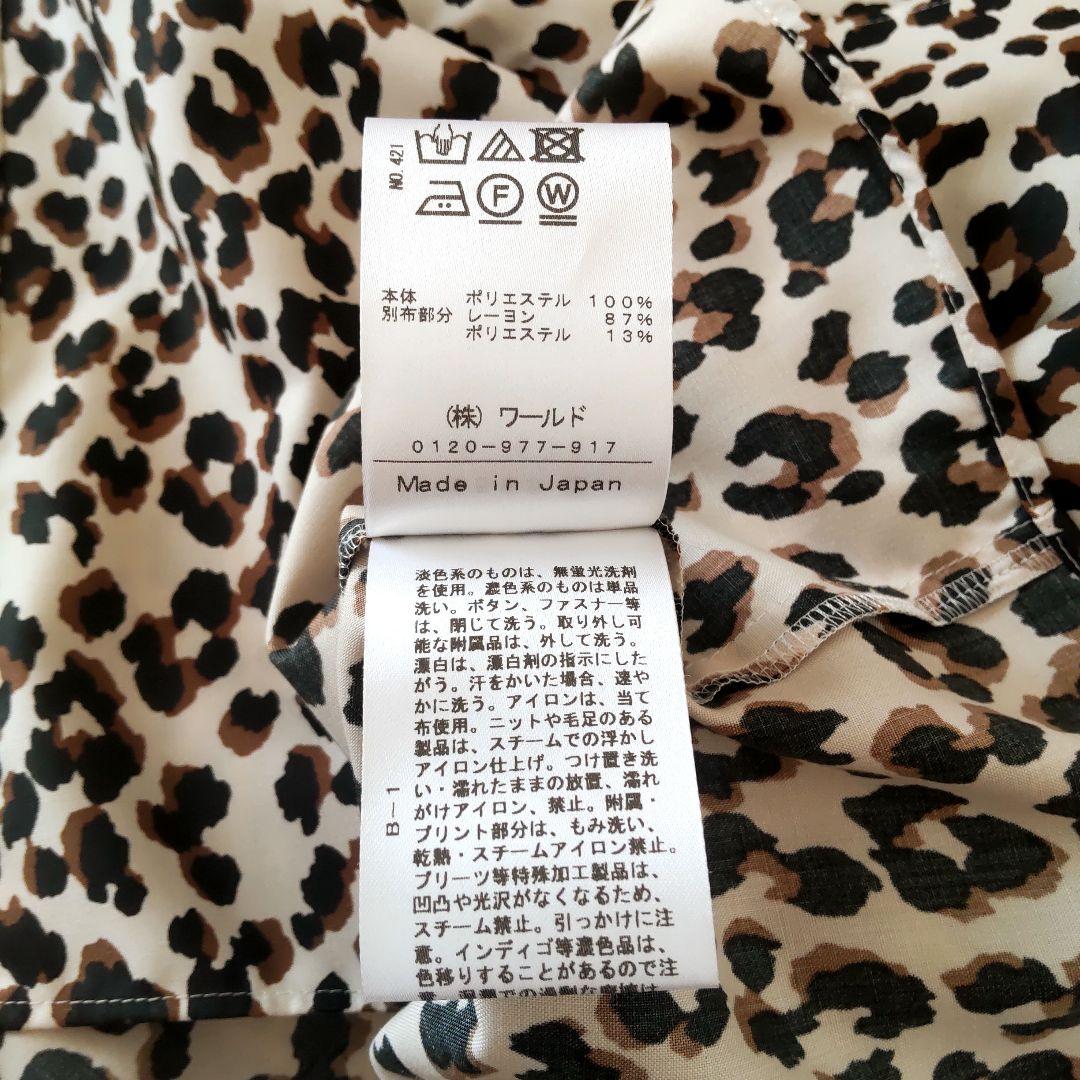 NO.421
F
W
本体 ポリエステル 100%
別布部分 レーヨン 87%
ポリエステル 13%
(株) ワールド
0120-977-917
Made in Japan
淡色系のものは、無蛍光洗剤
を使用。濃色系のものは単品
洗い。ボタン、ファスナー等
は、閉じて洗う。取り外し可
能な附属品は、外して洗う。
漂白は、漂白剤の指示にした
がう。汗をかいた場合、速や
かに洗う。アイロンは、当て
布使用。ニットや毛足のある
製品は、スチームでの浮かし
アイロン仕上げ。つけ置き洗
い・濡れたままの放置、濡れ
がけアイロン、禁止。附属・
プリント部分は、もみ洗い、
乾熱・スチームアイロン禁止。
プリーツ等特殊加工製品は、
凹凸や光沢がなくなるため、
スチーム禁止。引っかけに注
意。インディゴ等濃色品は、
色移りすることがあるので注
B-1